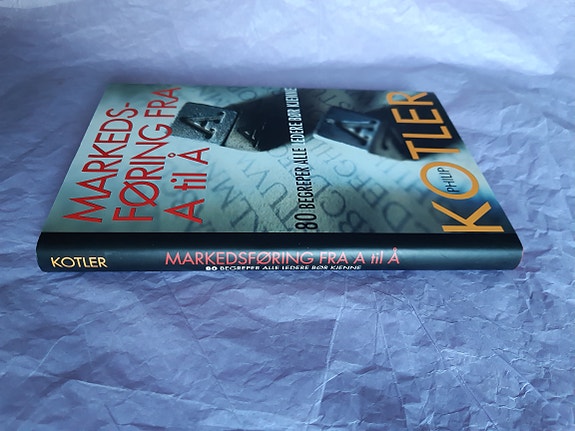 MARKEDS-
FØRING FRA
A til Å
80 BEGREPER ALLE LEDERE BØR KJENNE
PHILIP
KOTLER
KOTLER
MARKEDSFØRING FRA A til Å
80 BEGREPER ALLE LEDERE BØR KJENNE